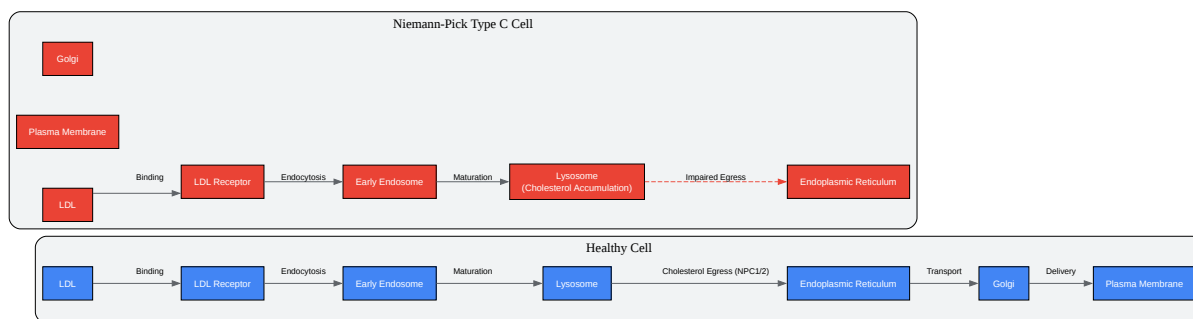 Niemann-Pick Type C Cell
Golgi
Plasma Membrane
LDL
Binding
LDL Receptor
Endocytosis
Early Endosome
Maturation
Lysosome
(Cholesterol Accumulation)
Impaired Egress
Endoplasmic Reticulum
Healthy Cell
LDL
Binding
LDL Receptor
Endocytosis
Early Endosome
Maturation
Lysosome
Cholesterol Egress (NPC1/2)
Endoplasmic Reticulum
Transport
Golgi
Delivery
Plasma Membrane